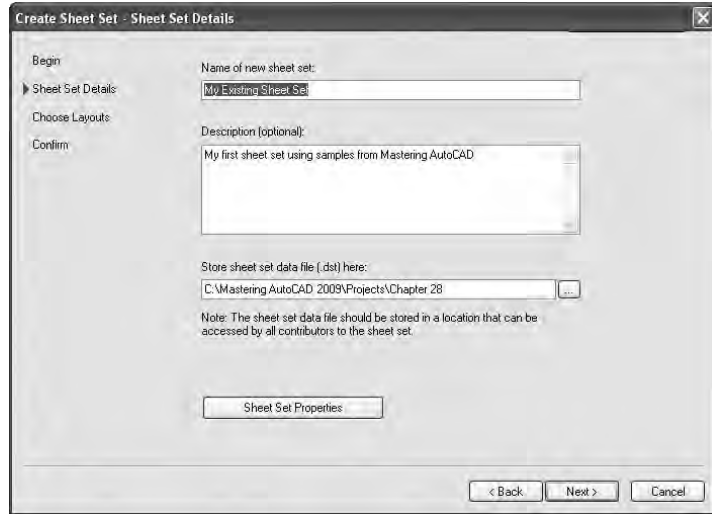 Create Sheet Set - Sheet Set Details
Begin
Sheet Set Details
Choose Layouts
Confirm
Name of new sheet set:
My Existing Sheet Set
Description (optional):
My first sheet set using samples from Mastering AutoCAD
Store sheet set data file (.dst) here:
C:\Mastering AutoCAD 2009\Projects\Chapter 28
...
Note: The sheet set data file should be stored in a location that can be
accessed by all contributors to the sheet set.
Sheet Set Properties
< Back
Next >
Cancel